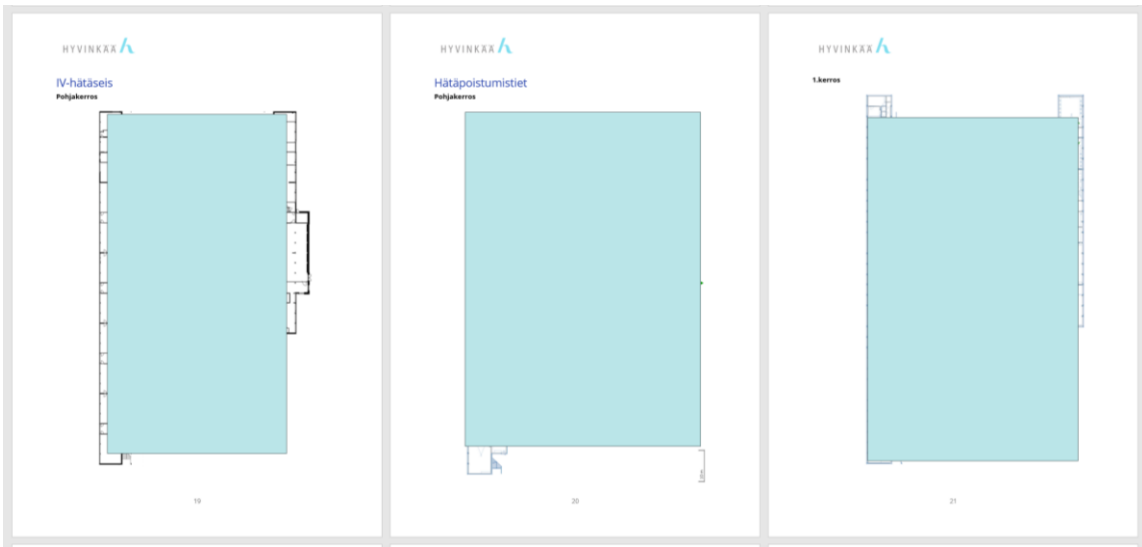 HYVINKÄÄ
IV-hätäseis
Pohjakerros
19
HYVINKÄÄ
Hätäpoistumistiet
Pohjakerros
20
HYVINKÄÄ
1.kerros
21